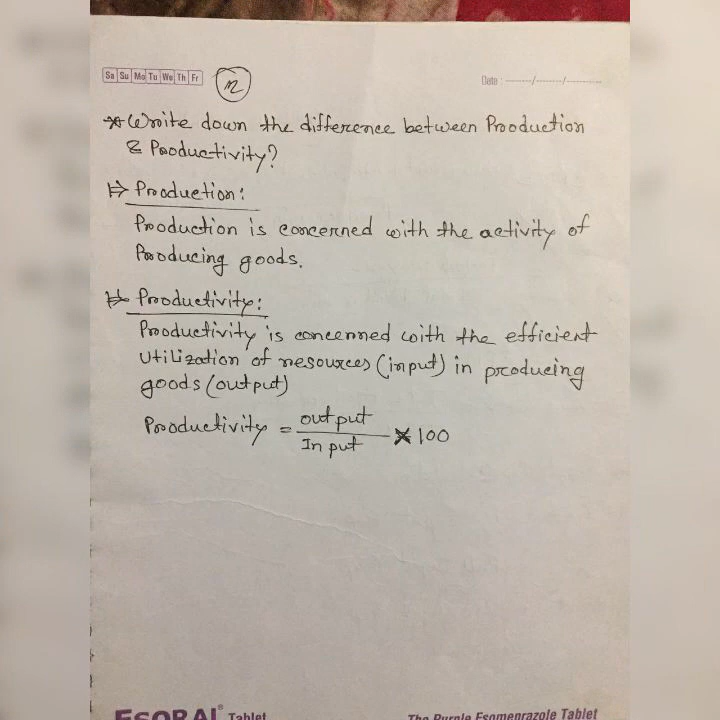 Sa Su Mo Tu We Th Fr
Date : -------/-------/---------
* Write down the difference between Production
& Productivity?
Production:
Production is concerned with the activity of
Producing goods.
Productivity:
Productivity is concerned with the efficient
Utilization of resources (input) in producing
goods (output)
Productivity = output / Input × 100
ESORAL® Tablet
The Purple Esomeprazole Tablet